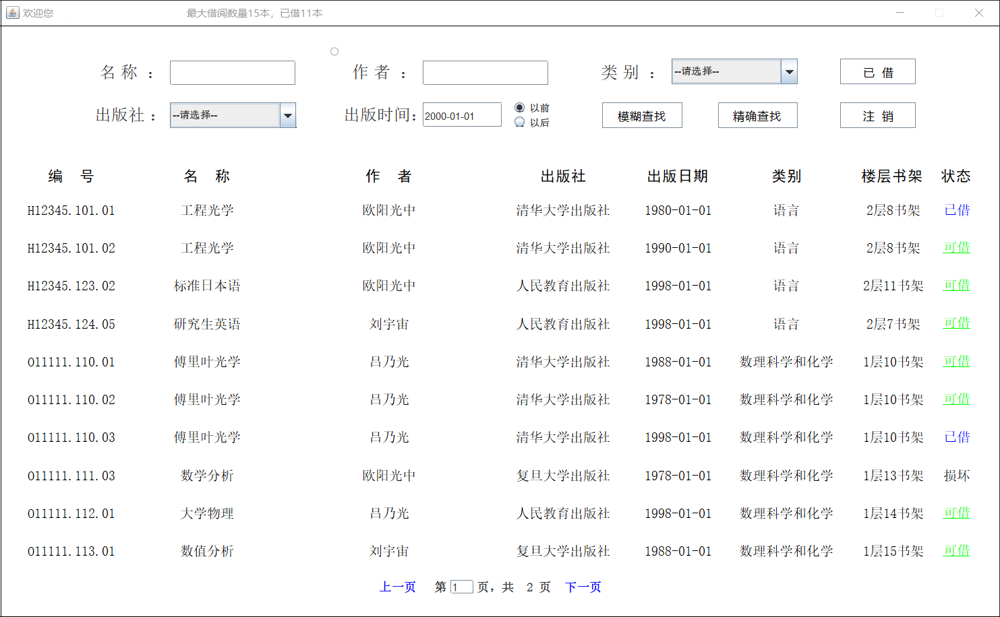 欢迎您 最大借阅数量15本，已借11本
名 称 ： 作 者 ： 类 别 ： --请选择-- 已 借
出版社： --请选择-- 出版时间： 2000-01-01 以前 以后 模糊查找 精确查找 注 销
编 号 名 称 作 者 出版社 出版日期 类别 楼层书架 状态
H12345.101.01 工程光学 欧阳光中 清华大学出版社 1980-01-01 语言 2层8书架 已借
H12345.101.02 工程光学 欧阳光中 清华大学出版社 1990-01-01 语言 2层8书架 可借
H12345.123.02 标准日本语 欧阳光中 人民教育出版社 1998-01-01 语言 2层11书架 可借
H12345.124.05 研究生英语 刘宇宙 人民教育出版社 1998-01-01 语言 2层7书架 可借
O11111.110.01 傅里叶光学 吕乃光 清华大学出版社 1988-01-01 数理科学和化学 1层10书架 可借
O11111.110.02 傅里叶光学 吕乃光 清华大学出版社 1978-01-01 数理科学和化学 1层10书架 可借
O11111.110.03 傅里叶光学 吕乃光 清华大学出版社 1998-01-01 数理科学和化学 1层10书架 已借
O11111.111.03 数学分析 欧阳光中 复旦大学出版社 1978-01-01 数理科学和化学 1层13书架 损坏
O11111.112.01 大学物理 吕乃光 人民教育出版社 1998-01-01 数理科学和化学 1层14书架 可借
O11111.113.01 数值分析 刘宇宙 复旦大学出版社 1988-01-01 数理科学和化学 1层15书架 可借
上一页 第 1 页，共 2 页 下一页